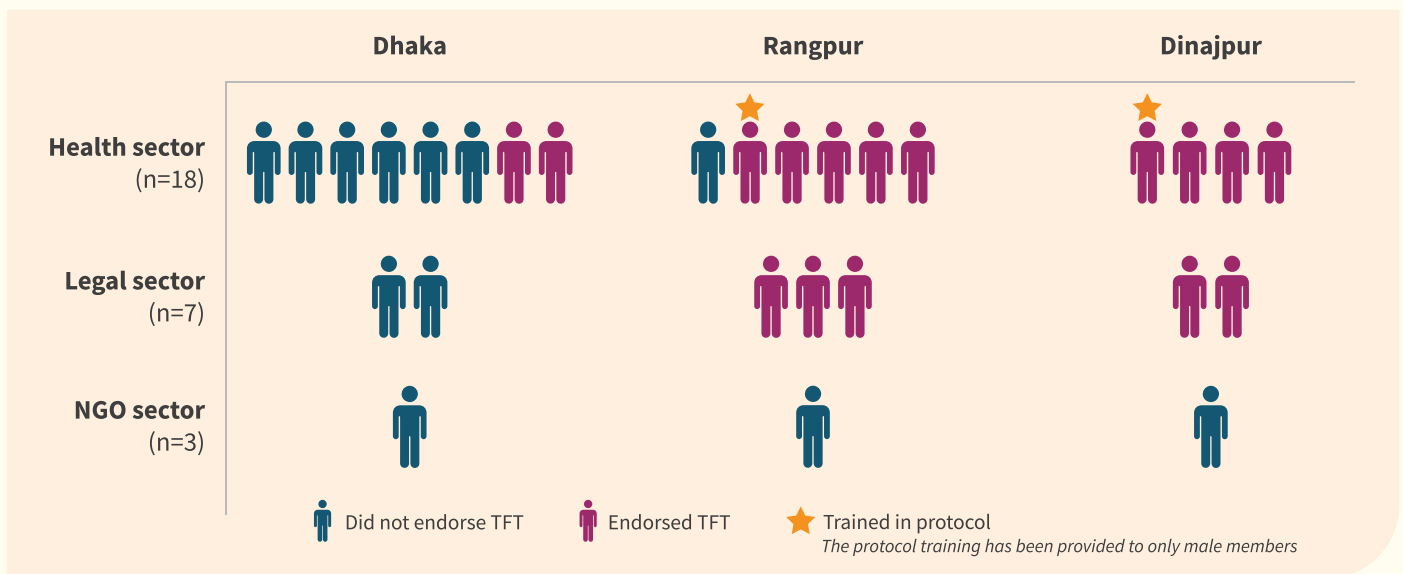 Dhaka
Rangpur
Dinajpur
Health sector
(n=18)
Legal sector
(n=7)
NGO sector
(n=3)
Did not endorse TFT
Endorsed TFT
Trained in protocol
The protocol training has been provided to only male members